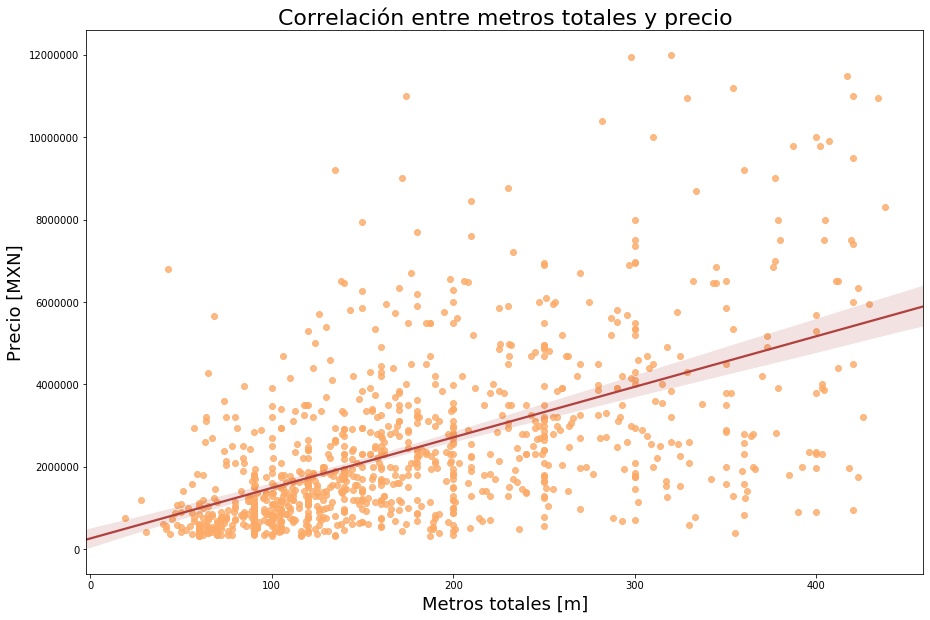 Correlación entre metros totales y precio
12000000
10000000
8000000
6000000
4000000
2000000
0
Precio [MXN]
0 100 200 300 400
Metros totales [m]